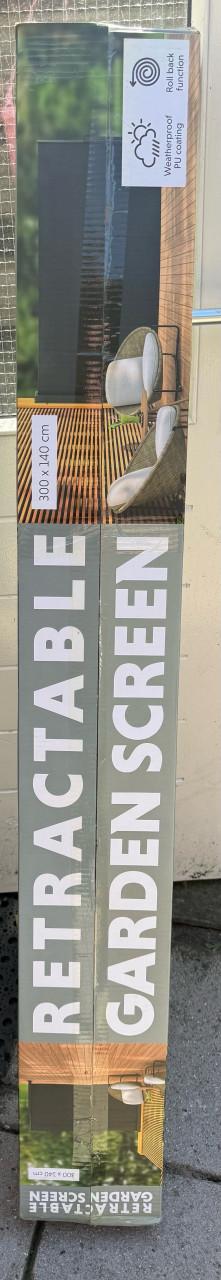 Roll back
function
Weatherproof
PU coating
300 x 140 cm
RETRACTABLE
GARDEN SCREEN
300 x 140 cm
RETRACTABLE
GARDEN SCREEN